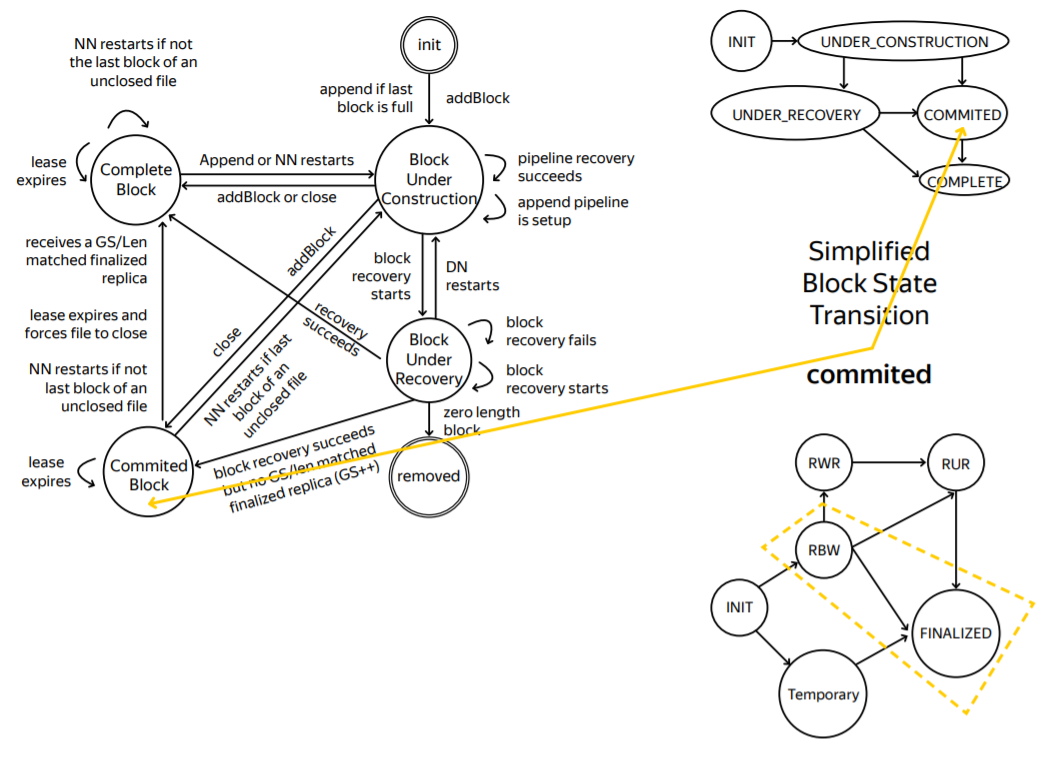 NN restarts if not
the last block of an
unclosed file
init
append if last
block is full
addBlock
lease
expires
Complete
Block
Append or NN restarts
addBlock or close
Block
Under
Construction
pipeline recovery
succeeds
append pipeline
is setup
receives a GS/Len
matched finalized
replica
lease expires and
forces file to close
NN restarts if not
last block of an
unclosed file
addBlock
close
NN restarts if last
block of an
unclosed file
recovery
succeeds
block
recovery
starts
DN
restarts
Block
Under
Recovery
block
recovery fails
block
recovery starts
zero length
block
removed
block recovery succeeds
but no GS/len matched
finalized replica (GS++)
lease
expires
Commited
Block
INIT
UNDER_CONSTRUCTION
UNDER_RECOVERY
COMMITED
COMPLETE
Simplified
Block State
Transition
commited
RWR
RUR
RBW
INIT
FINALIZED
Temporary